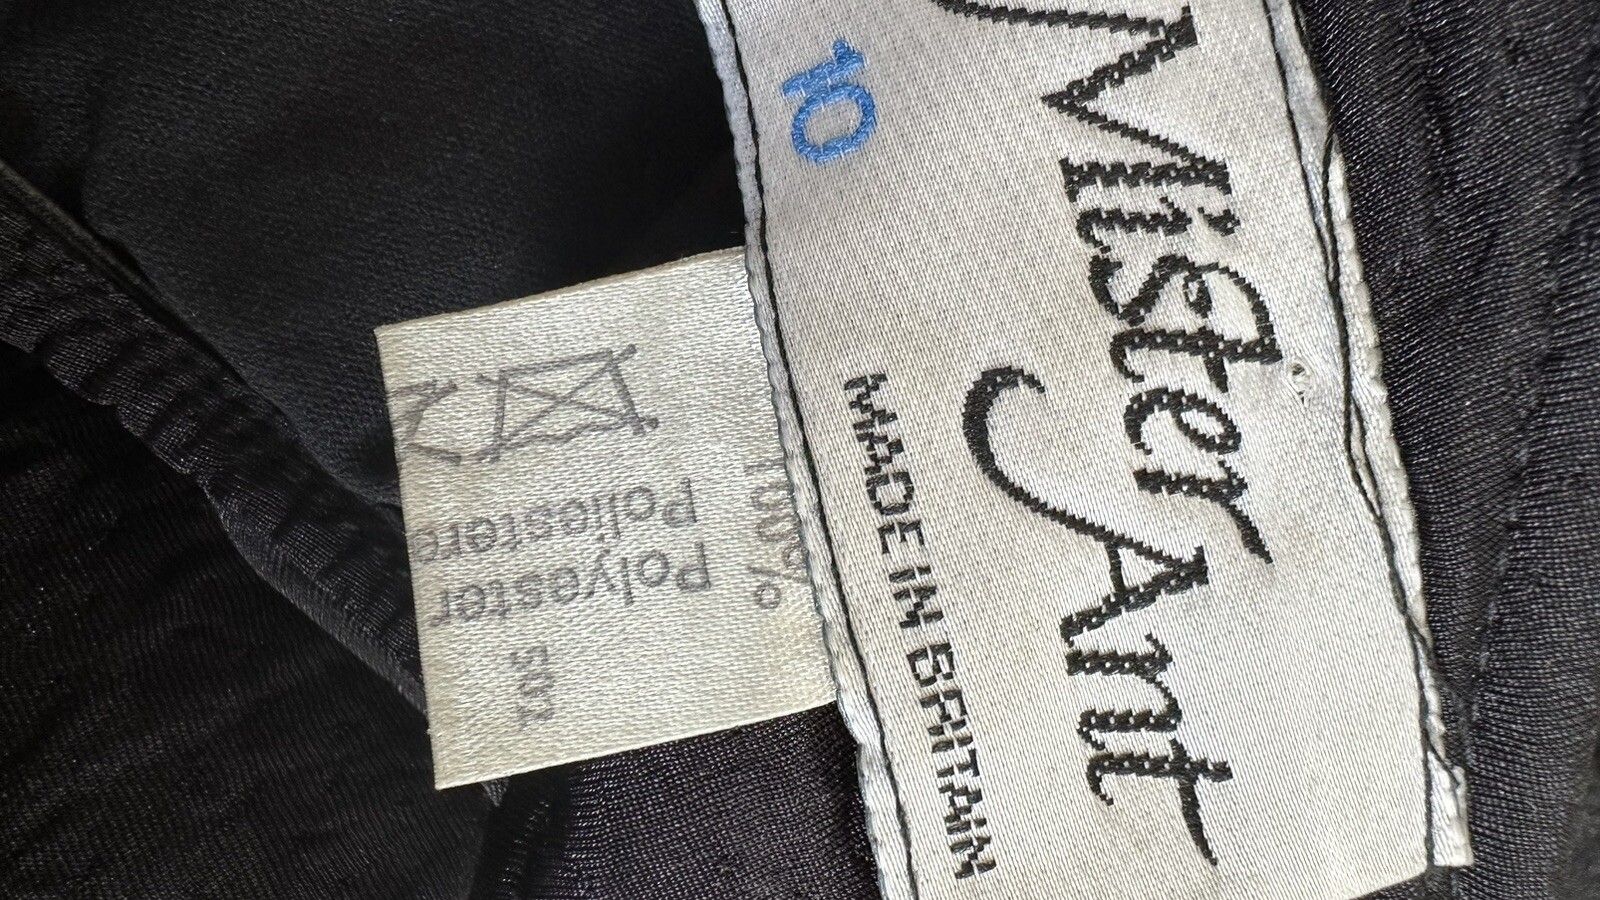 Mister
Ant
10
MADE IN BRITAIN
100%
Polyester
Poliestere